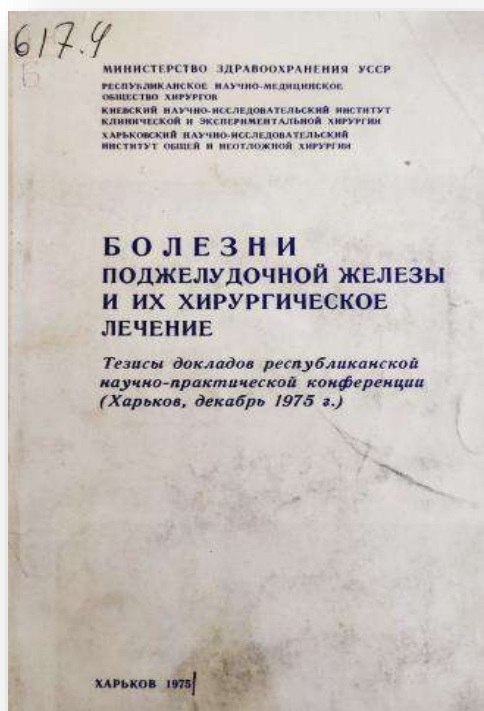 617.4
Б
МИНИСТЕРСТВО ЗДРАВООХРАНЕНИЯ УССР
РЕСПУБЛИКАНСКОЕ НАУЧНО-МЕДИЦИНСКОЕ
ОБЩЕСТВО ХИРУРГОВ
КИЕВСКИЙ НАУЧНО-ИССЛЕДОВАТЕЛЬСКИЙ ИНСТИТУТ
КЛИНИЧЕСКОЙ И ЭКСПЕРИМЕНТАЛЬНОЙ ХИРУРГИИ
ХАРЬКОВСКИЙ НАУЧНО-ИССЛЕДОВАТЕЛЬСКИЙ
ИНСТИТУТ ОБЩЕЙ И НЕОТЛОЖНОЙ ХИРУРГИИ
БОЛЕЗНИ
ПОДЖЕЛУДОЧНОЙ ЖЕЛЕЗЫ
И ИХ ХИРУРГИЧЕСКОЕ
ЛЕЧЕНИЕ
Тезисы докладов республиканской
научно-практической конференции
(Харьков, декабрь 1975 г.)
ХАРЬКОВ 1975